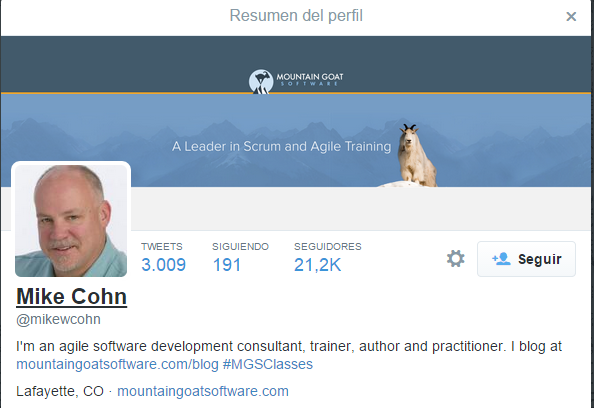 Resumen del perfil
×
MOUNTAIN GOAT
SOFTWARE
A Leader in Scrum and Agile Training
TWEETS SIGUIENDO SEGUIDORES
3.009 191 21,2K
Seguir
Mike Cohn
@mikewcohn
I'm an agile software development consultant, trainer, author and practitioner. I blog at
mountaingoatsoftware.com/blog #MGSClasses
Lafayette, CO · mountaingoatsoftware.com